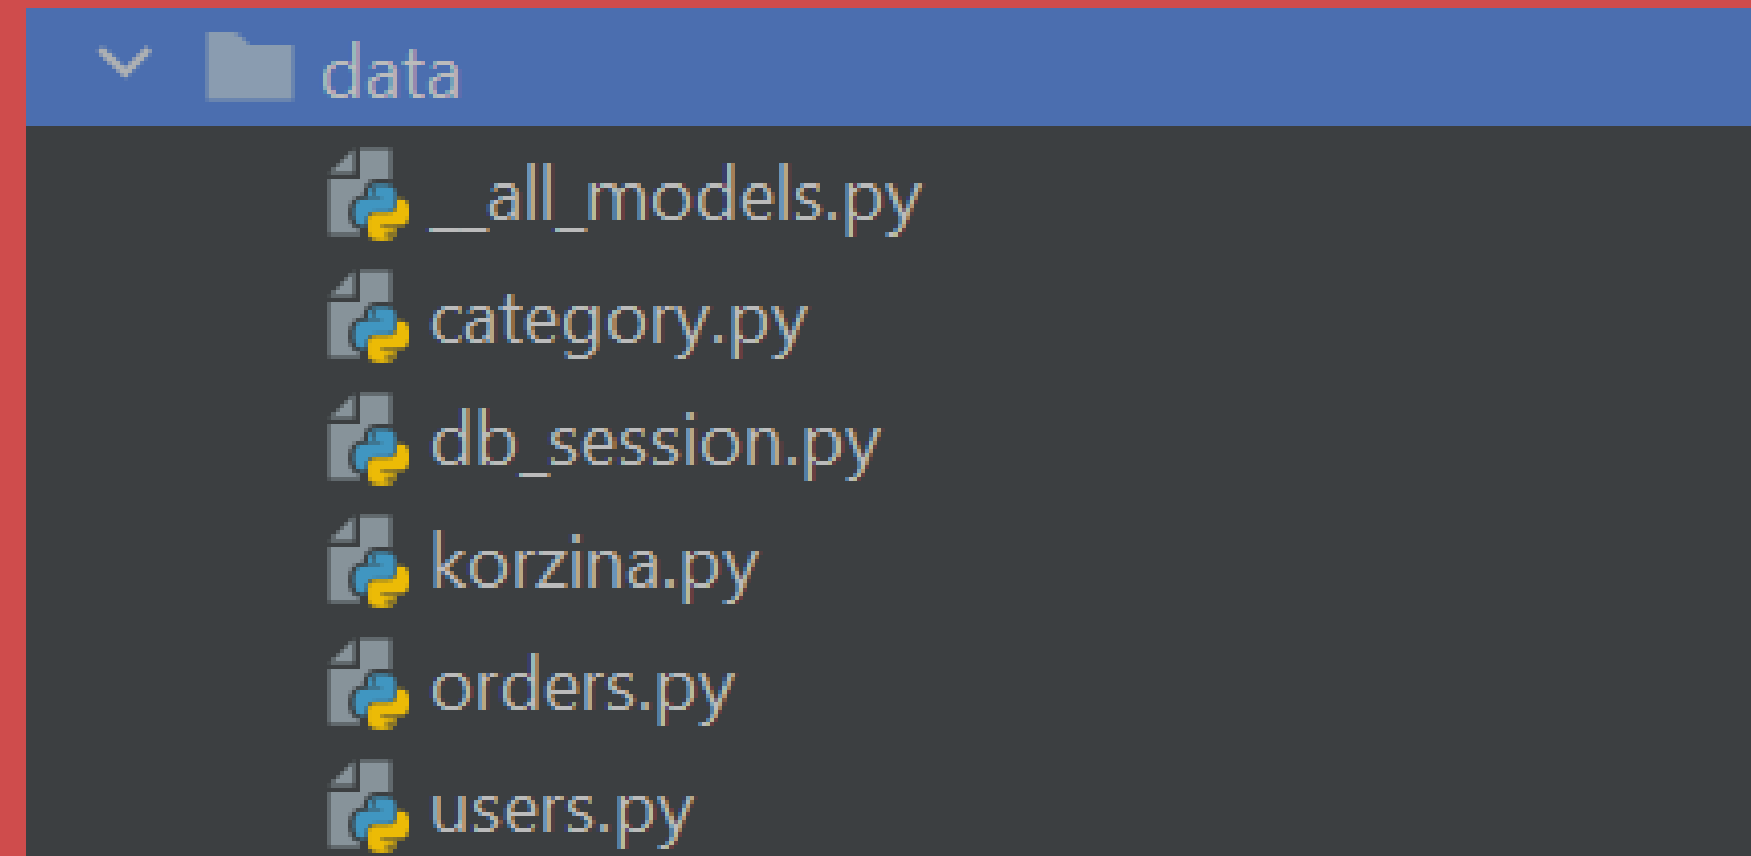 data
__all_models.py
category.py
db_session.py
korzina.py
orders.py
users.py